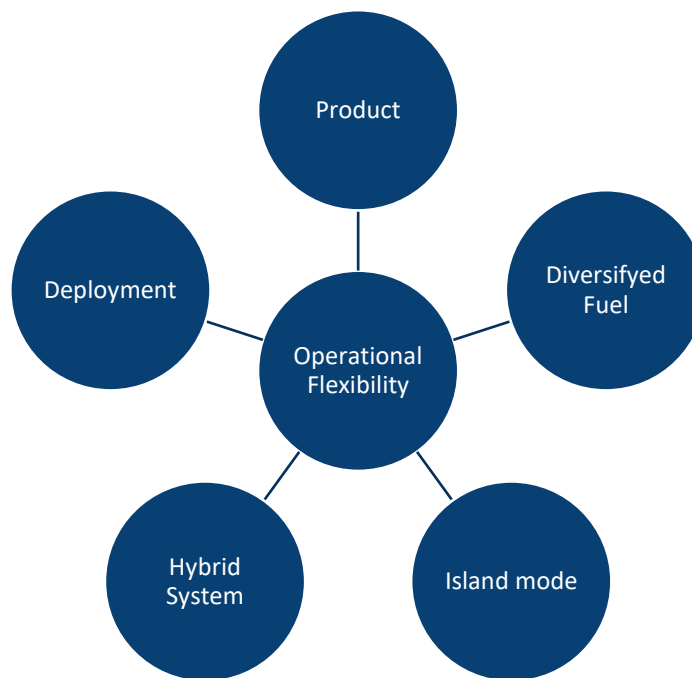 Product
Deployment
Diversifyed
Fuel
Operational
Flexibility
Hybrid
System
Island mode